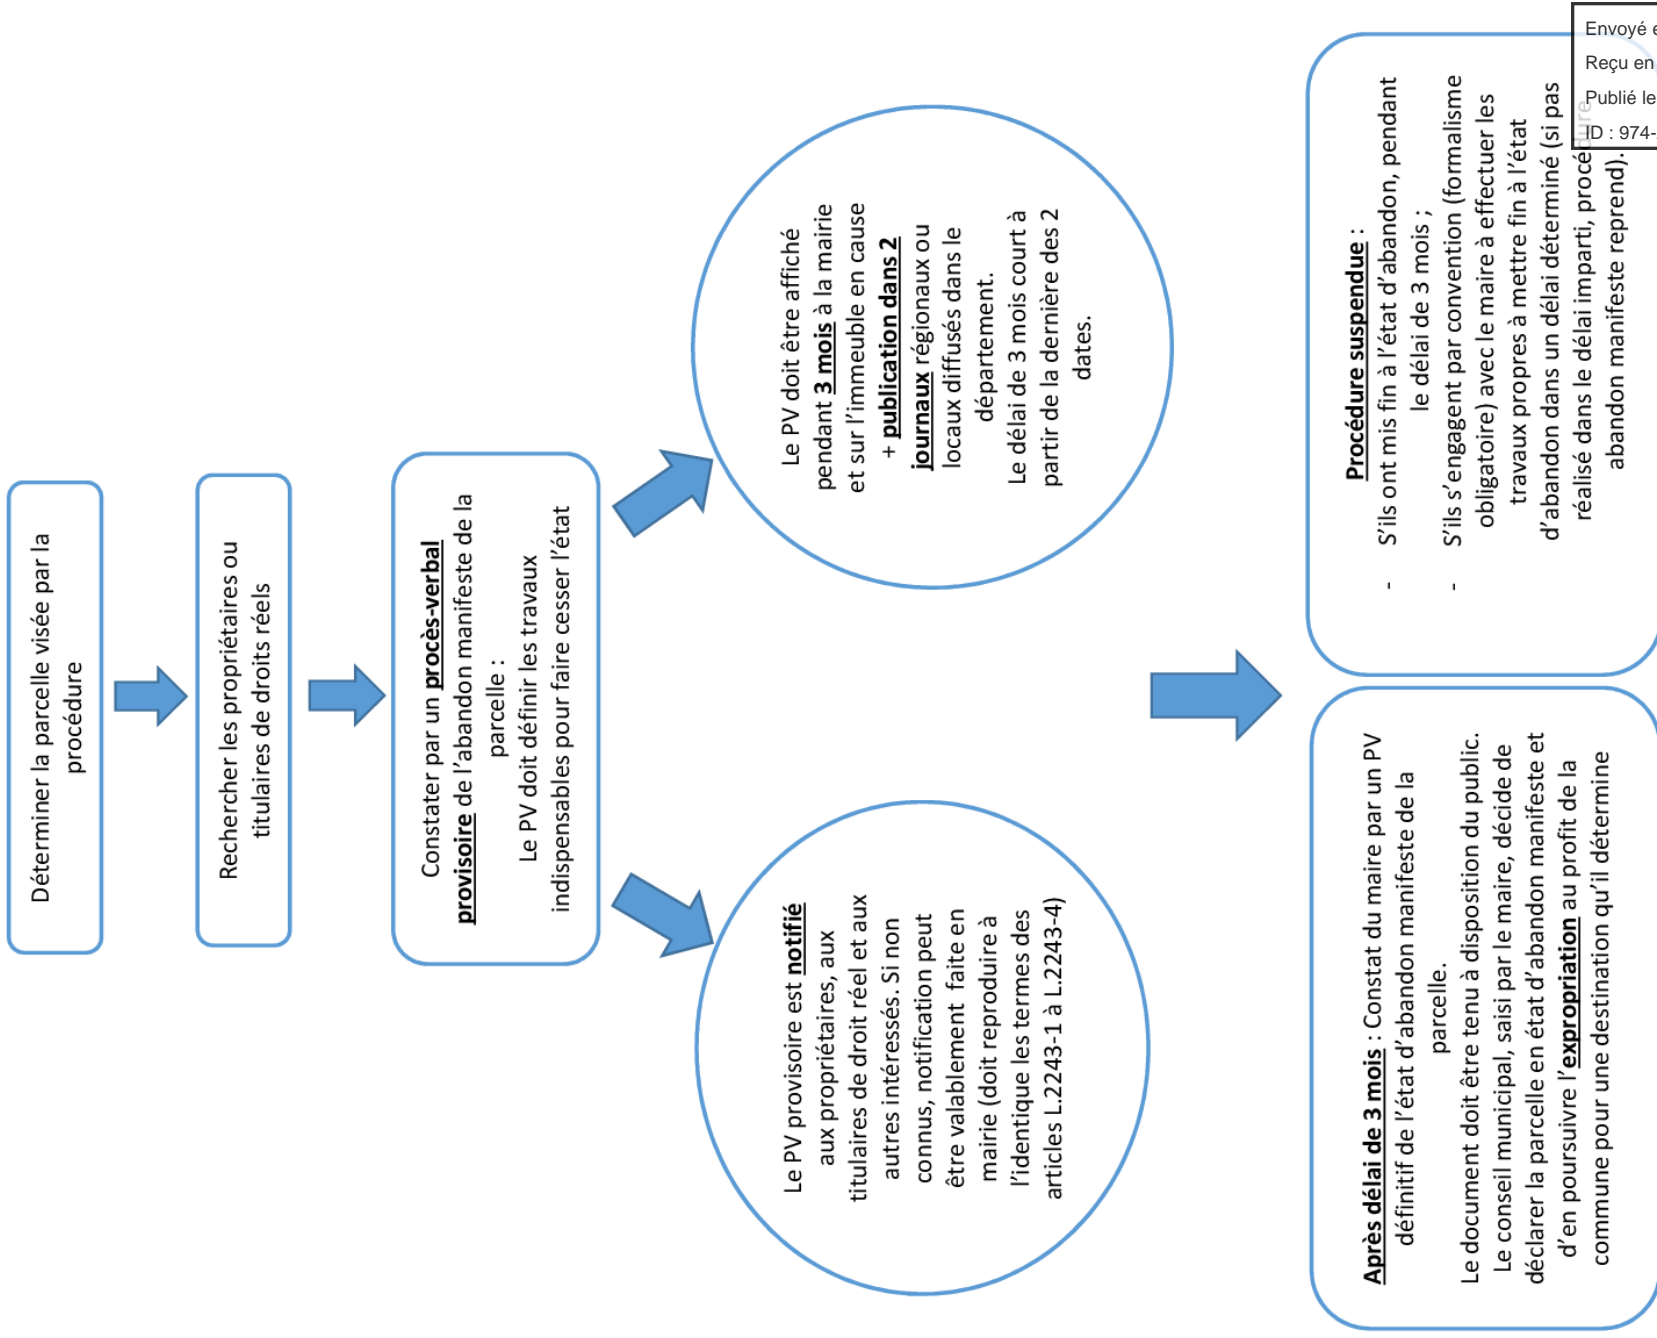 Déterminer la parcelle visée par la
procédure
Rechercher les propriétaires ou
titulaires de droits réels
Constater par un procès-verbal
provisoire de l'abandon manifeste de la
parcelle :
Le PV doit définir les travaux
indispensables pour faire cesser l'état
Le PV provisoire est notifié
aux propriétaires, aux
titulaires de droit réel et aux
autres intéressés. Si non
connus, notification peut
être valablement faite en
mairie (doit reproduire à
l'identique les termes des
articles L.2243-1 à L.2243-4)
Le PV doit être affiché
pendant 3 mois à la mairie
et sur l'immeuble en cause
+ publication dans 2
journaux régionaux ou
locaux diffusés dans le
département.
Le délai de 3 mois court à
partir de la dernière des 2
dates.
Après délai de 3 mois : Constat du maire par un PV
définitif de l'état d'abandon manifeste de la
parcelle.
Le document doit être tenu à disposition du public.
Le conseil municipal, saisi par le maire, décide de
déclarer la parcelle en état d'abandon manifeste et
d'en poursuivre l'expropriation au profit de la
commune pour une destination qu'il détermine
Procédure suspendue :
- S'ils ont mis fin à l'état d'abandon, pendant
le délai de 3 mois ;
- S'ils s'engagent par convention (formalisme
obligatoire) avec le maire à effectuer les
travaux propres à mettre fin à l'état
d'abandon dans un délai déterminé (si pas
réalisé dans le délai imparti, procédure
abandon manifeste reprend).
Envoyé e
Reçu en
Publié le
ID : 974-